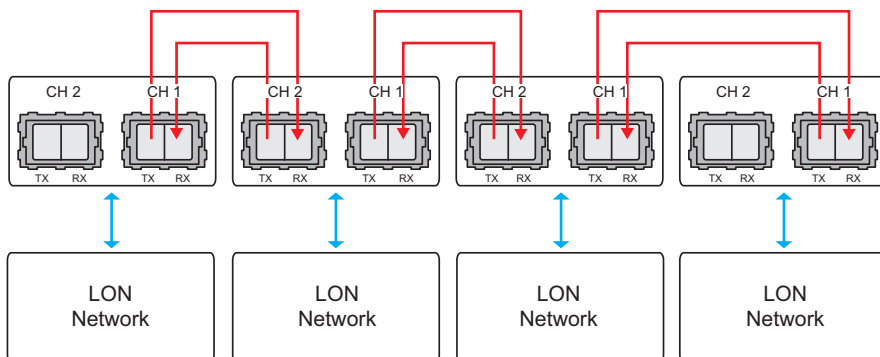 CH 2 CH 1 CH 2 CH 1 CH 2 CH 1 CH 2 CH 1
TX RX TX RX TX RX TX RX TX RX TX RX TX RX TX RX
LON LON LON LON
Network Network Network Network